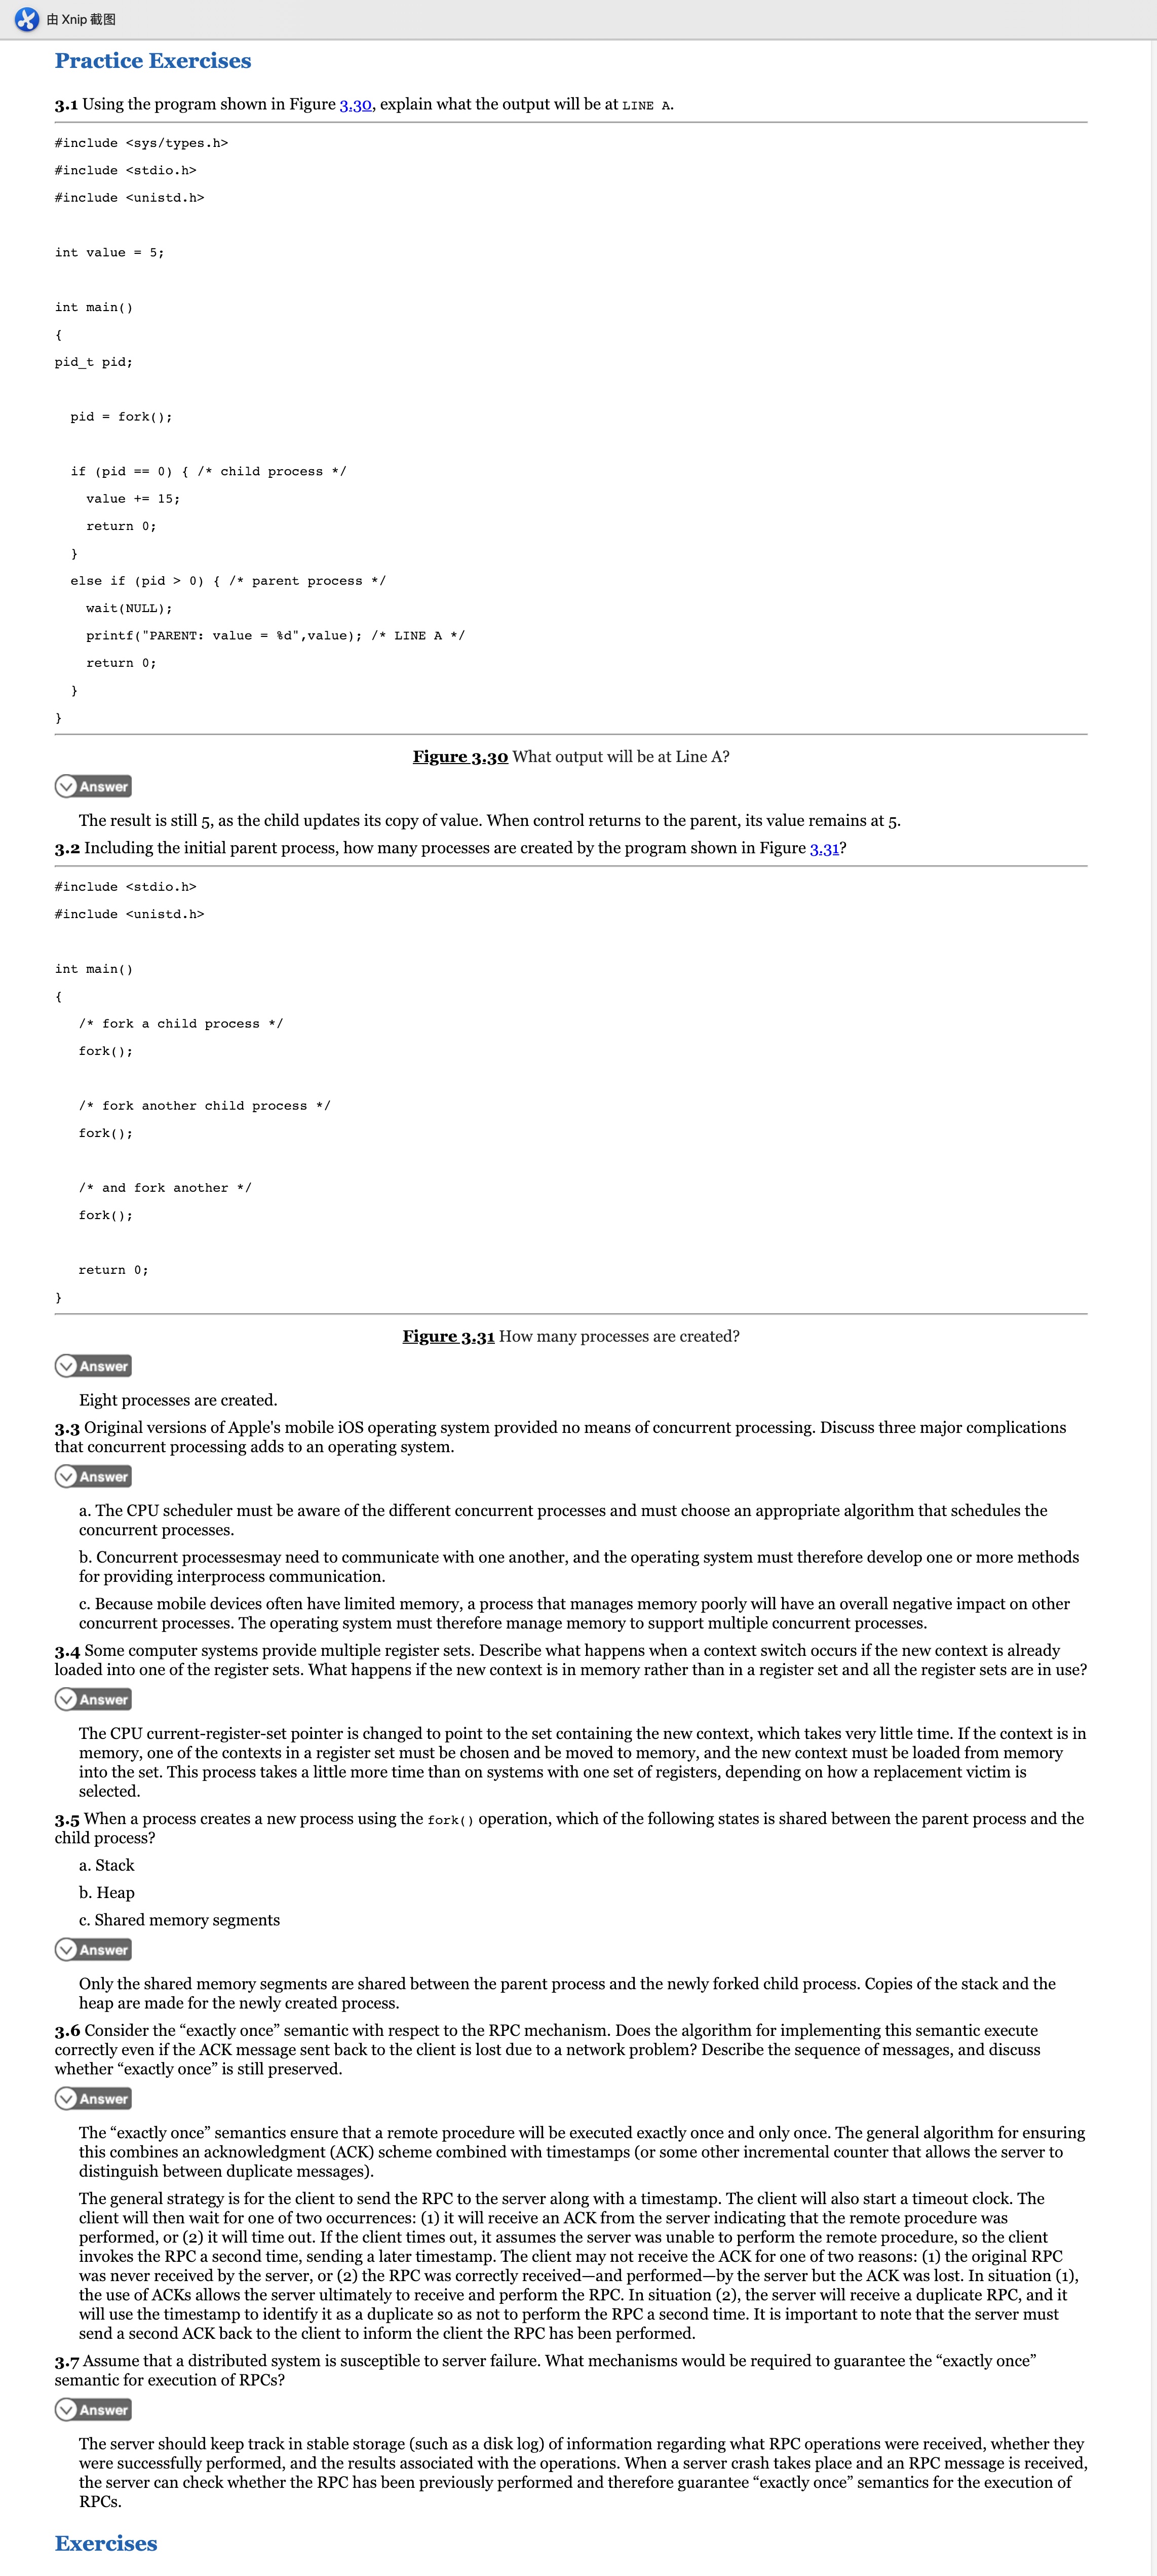 由 Xnip 截图
Practice Exercises
3.1 Using the program shown in Figure 3.30, explain what the output will be at LINE A.
#include <sys/types.h>
#include <stdio.h>
#include <unistd.h>
int value = 5;
int main()
{
pid_t pid;
pid = fork();
if (pid == 0) { /* child process */
value += 15;
return 0;
}
else if (pid > 0) { /* parent process */
wait(NULL);
printf("PARENT: value = %d",value); /* LINE A */
return 0;
}
}
Figure 3.30 What output will be at Line A?
Answer
The result is still 5, as the child updates its copy of value. When control returns to the parent, its value remains at 5.
3.2 Including the initial parent process, how many processes are created by the program shown in Figure 3.31?
#include <stdio.h>
#include <unistd.h>
int main()
{
/* fork a child process */
fork();
/* fork another child process */
fork();
/* and fork another */
fork();
return 0;
}
Figure 3.31 How many processes are created?
Answer
Eight processes are created.
3.3 Original versions of Apple's mobile iOS operating system provided no means of concurrent processing. Discuss three major complications
that concurrent processing adds to an operating system.
Answer
a. The CPU scheduler must be aware of the different concurrent processes and must choose an appropriate algorithm that schedules the
concurrent processes.
b. Concurrent processesmay need to communicate with one another, and the operating system must therefore develop one or more methods
for providing interprocess communication.
c. Because mobile devices often have limited memory, a process that manages memory poorly will have an overall negative impact on other
concurrent processes. The operating system must therefore manage memory to support multiple concurrent processes.
3.4 Some computer systems provide multiple register sets. Describe what happens when a context switch occurs if the new context is already
loaded into one of the register sets. What happens if the new context is in memory rather than in a register set and all the register sets are in use?
Answer
The CPU current-register-set pointer is changed to point to the set containing the new context, which takes very little time. If the context is in
memory, one of the contexts in a register set must be chosen and be moved to memory, and the new context must be loaded from memory
into the set. This process takes a little more time than on systems with one set of registers, depending on how a replacement victim is
selected.
3.5 When a process creates a new process using the fork() operation, which of the following states is shared between the parent process and the
child process?
a. Stack
b. Heap
c. Shared memory segments
Answer
Only the shared memory segments are shared between the parent process and the newly forked child process. Copies of the stack and the
heap are made for the newly created process.
3.6 Consider the “exactly once” semantic with respect to the RPC mechanism. Does the algorithm for implementing this semantic execute
correctly even if the ACK message sent back to the client is lost due to a network problem? Describe the sequence of messages, and discuss
whether “exactly once” is still preserved.
Answer
The “exactly once” semantics ensure that a remote procedure will be executed exactly once and only once. The general algorithm for ensuring
this combines an acknowledgment (ACK) scheme combined with timestamps (or some other incremental counter that allows the server to
distinguish between duplicate messages).
The general strategy is for the client to send the RPC to the server along with a timestamp. The client will also start a timeout clock. The
client will then wait for one of two occurrences: (1) it will receive an ACK from the server indicating that the remote procedure was
performed, or (2) it will time out. If the client times out, it assumes the server was unable to perform the remote procedure, so the client
invokes the RPC a second time, sending a later timestamp. The client may not receive the ACK for one of two reasons: (1) the original RPC
was never received by the server, or (2) the RPC was correctly received—and performed—by the server but the ACK was lost. In situation (1),
the use of ACKs allows the server ultimately to receive and perform the RPC. In situation (2), the server will receive a duplicate RPC, and it
will use the timestamp to identify it as a duplicate so as not to perform the RPC a second time. It is important to note that the server must
send a second ACK back to the client to inform the client the RPC has been performed.
3.7 Assume that a distributed system is susceptible to server failure. What mechanisms would be required to guarantee the “exactly once”
semantic for execution of RPCs?
Answer
The server should keep track in stable storage (such as a disk log) of information regarding what RPC operations were received, whether they
were successfully performed, and the results associated with the operations. When a server crash takes place and an RPC message is received,
the server can check whether the RPC has been previously performed and therefore guarantee “exactly once” semantics for the execution of
RPCs.
Exercises